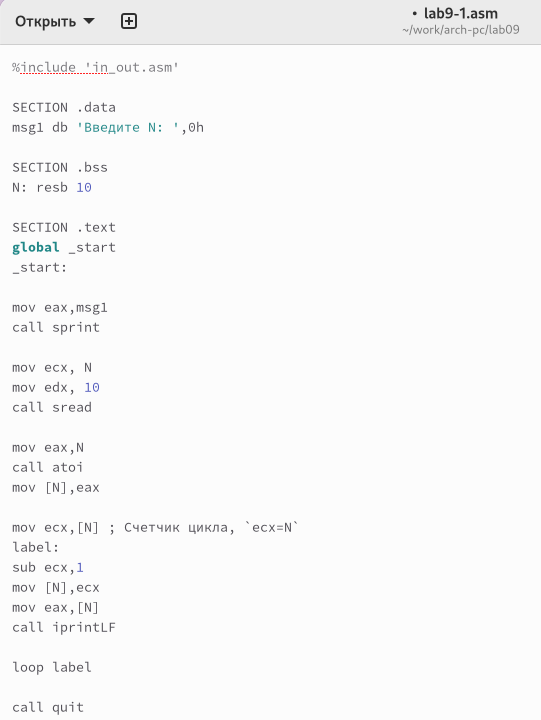 Открыть
• lab9-1.asm
~/work/arch-pc/lab09
%include 'in_out.asm'
SECTION .data
msg1 db 'Введите N: ',0h
SECTION .bss
N: resb 10
SECTION .text
global _start
_start:
mov eax,msg1
call sprint
mov ecx, N
mov edx, 10
call sread
mov eax,N
call atoi
mov [N],eax
mov ecx,[N] ; Счетчик цикла, `ecx=N`
label:
sub ecx,1
mov [N],ecx
mov eax,[N]
call iprintLF
loop label
call quit